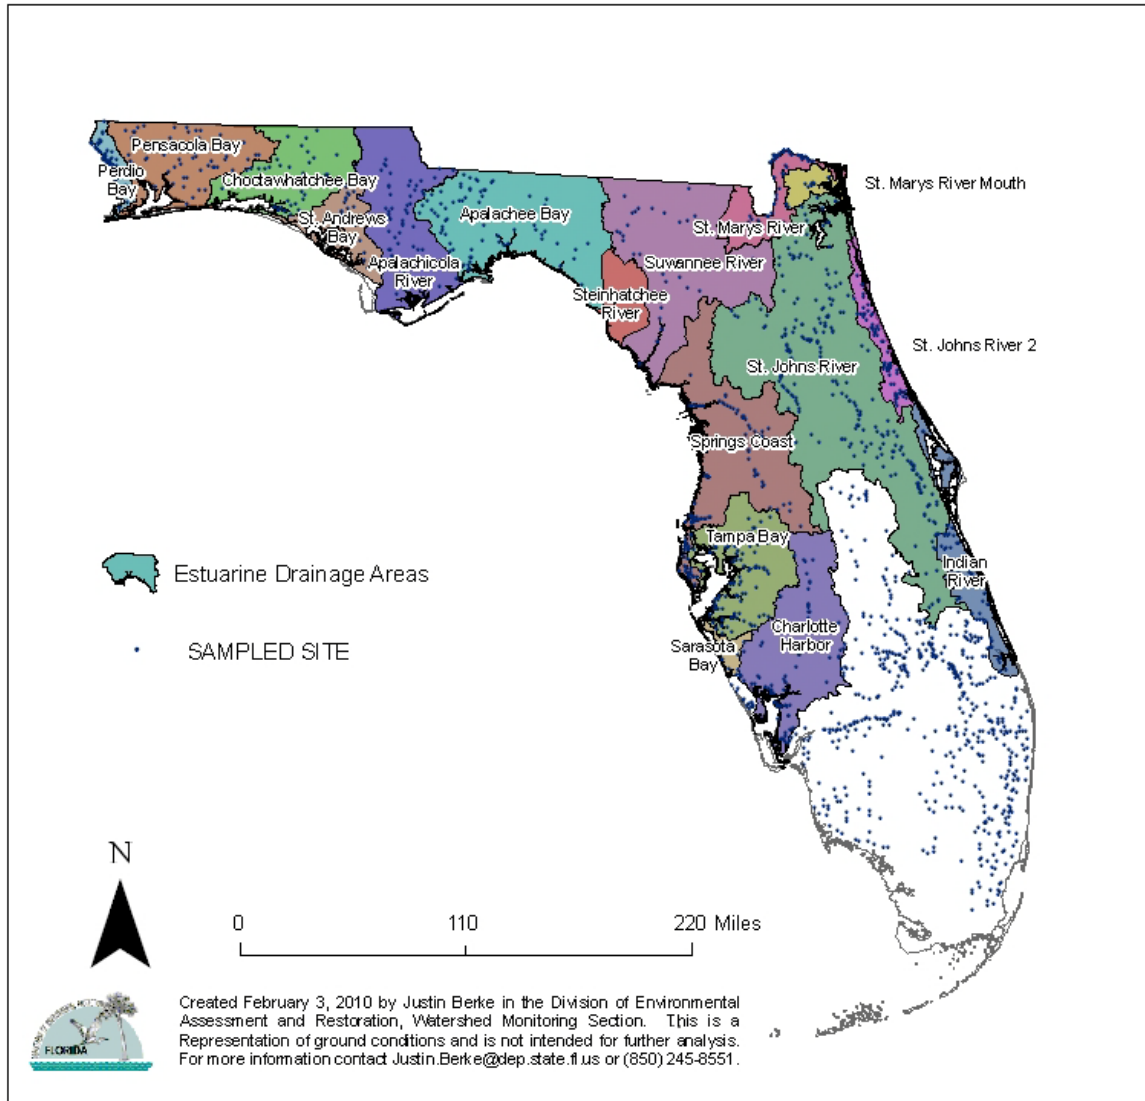 Pensacola Bay
Perdio
Bay
Choctawhatchee Bay
St. Andrews
Bay
Apalachicola
River
Apalachee Bay
St. Marys River Mouth
St. Marys River
Suwannee River
Steinhatchee
River
St. Johns River 2
St. Johns River
Springs Coast
Tampa Bay
Indian
River
Charlotte
Harbor
Sarasota
Bay
Estuarine Drainage Areas
SAMPLED SITE
N
0 110 220 Miles
Created February 3, 2010 by Justin Berke in the Division of Environmental
Assessment and Restoration, Watershed Monitoring Section. This is a
Representation of ground conditions and is not intended for further analysis.
For more information contact Justin.Berke@dep.state.fl.us or (850) 245-8551.
FLORIDA